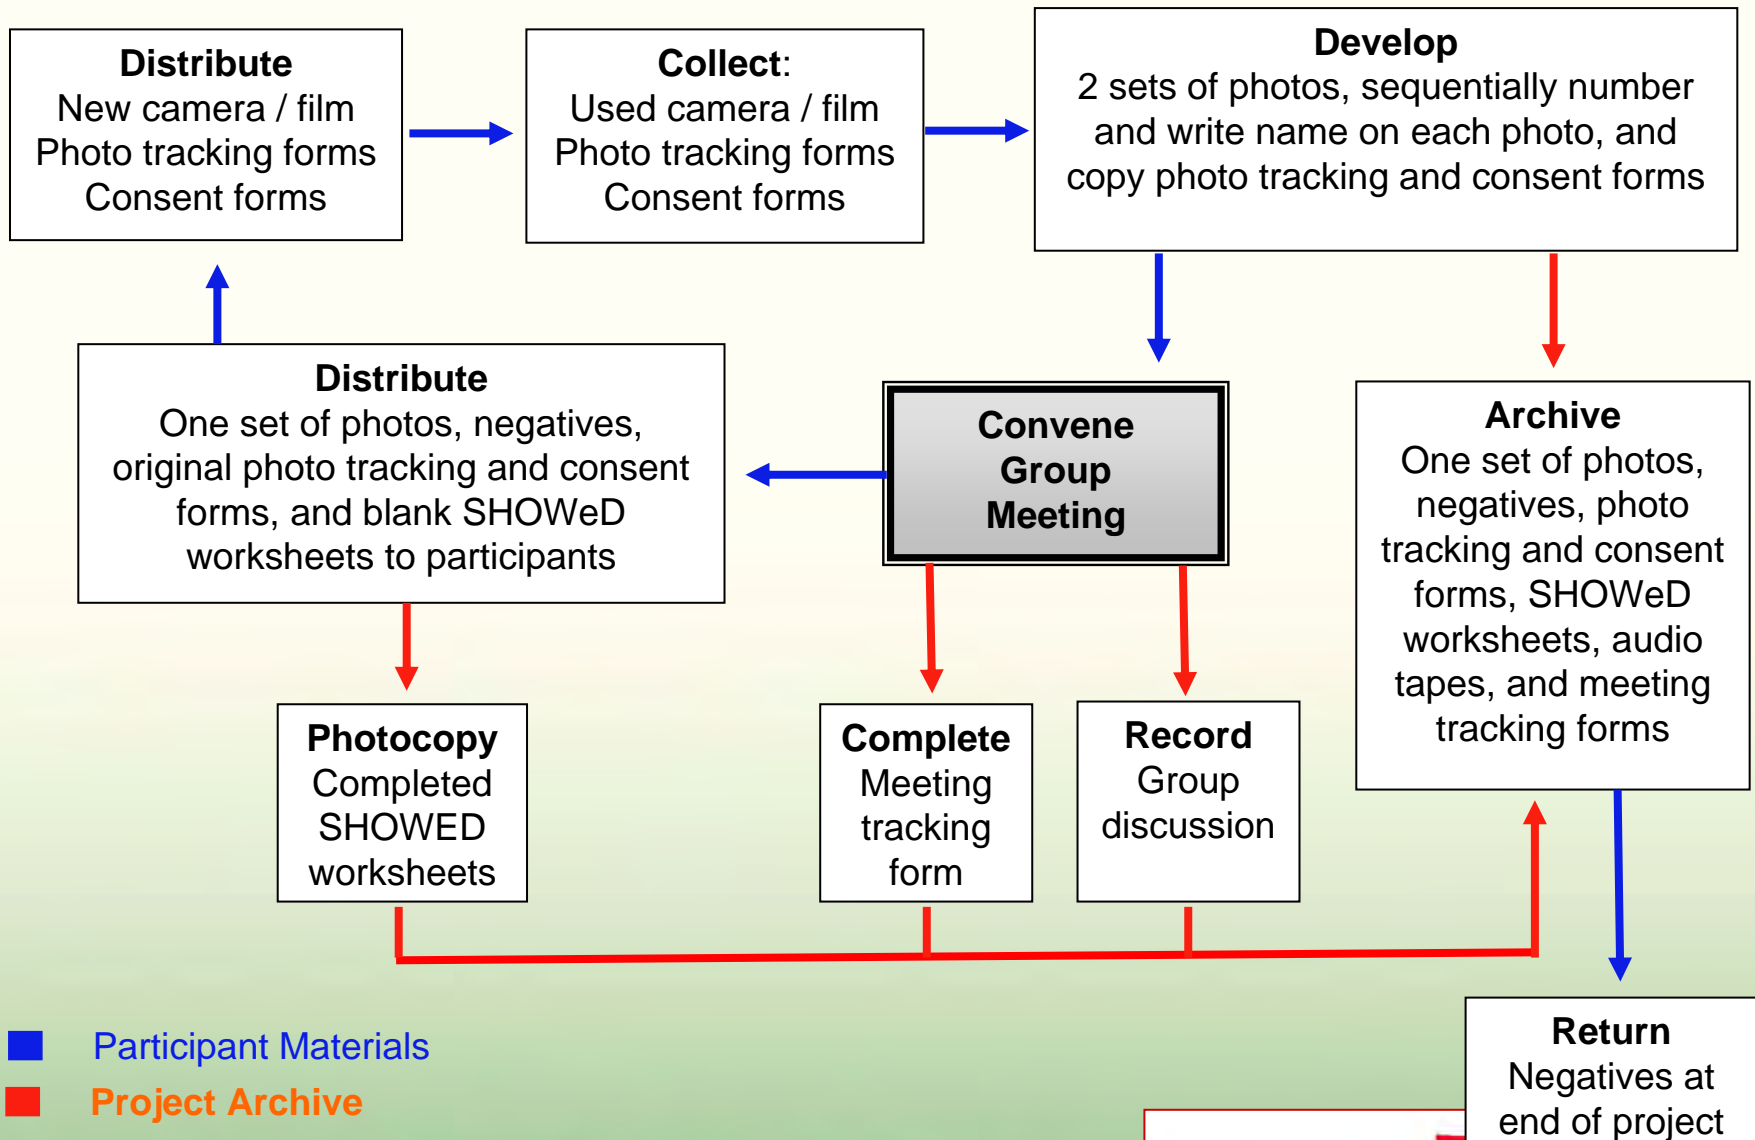 Distribute
New camera / film
Photo tracking forms
Consent forms
Collect:
Used camera / film
Photo tracking forms
Consent forms
Develop
2 sets of photos, sequentially number
and write name on each photo, and
copy photo tracking and consent forms
Distribute
One set of photos, negatives,
original photo tracking and consent
forms, and blank SHOWeD
worksheets to participants
Convene
Group
Meeting
Archive
One set of photos,
negatives, photo
tracking and consent
forms, SHOWeD
worksheets, audio
tapes, and meeting
tracking forms
Photocopy
Completed
SHOWED
worksheets
Complete
Meeting
tracking
form
Record
Group
discussion
Return
Negatives at
end of project
Participant Materials
Project Archive